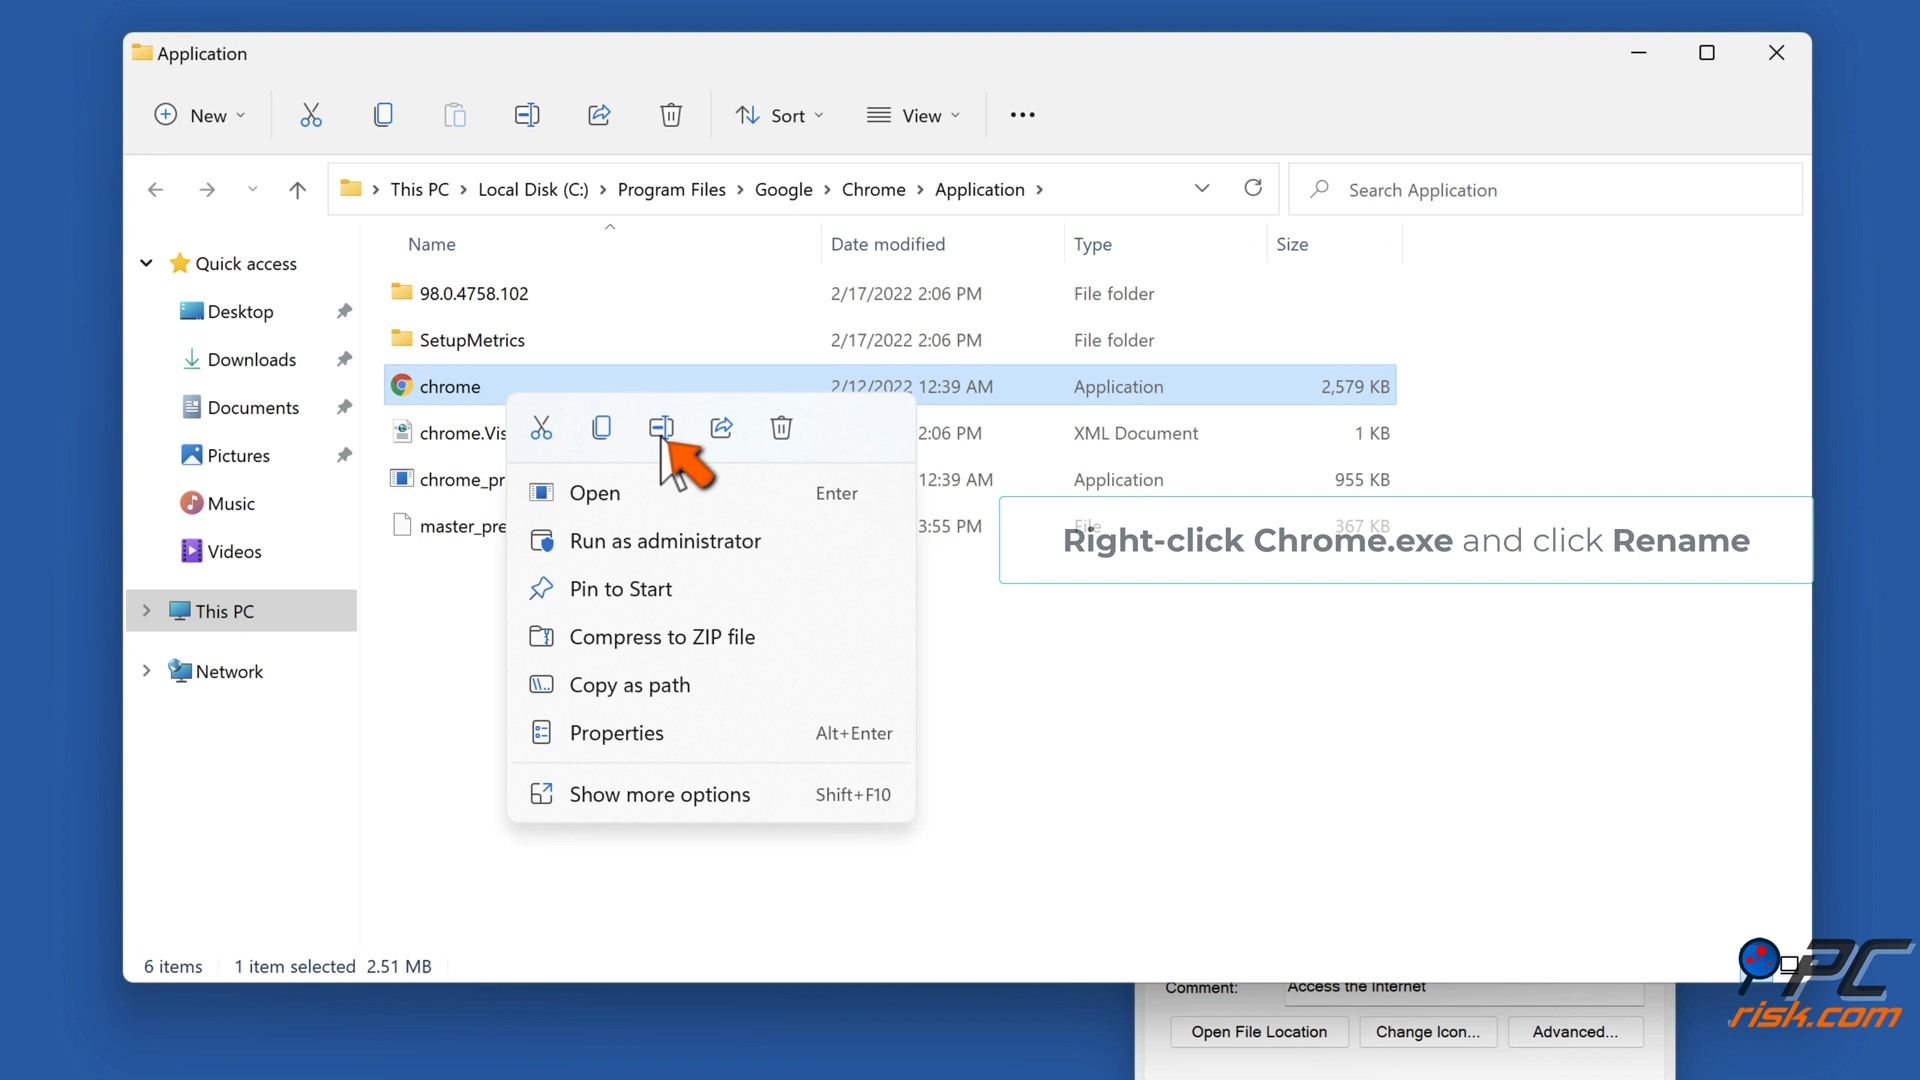 Application
New
Sort
View
This PC > Local Disk (C:) > Program Files > Google > Chrome > Application >
Search Application
Name
Date modified
Type
Size
Quick access
Desktop
Downloads
Documents
Pictures
Music
Videos
This PC
Network
98.0.4758.102 2/17/2022 2:06 PM File folder
SetupMetrics 2/17/2022 2:06 PM File folder
chrome 2/12/2022 12:39 AM Application 2,579 KB
chrome.Vis 2:06 PM XML Document 1 KB
chrome_pr 12:39 AM Application 955 KB
master_pre 3:55 PM File 367 KB
Open Enter
Run as administrator
Pin to Start
Compress to ZIP file
Copy as path
Properties Alt+Enter
Show more options Shift+F10
Right-click Chrome.exe and click Rename
6 items 1 item selected 2.51 MB
Comment: Access the Internet
Open File Location Change Icon... Advanced...
PC
risk.com